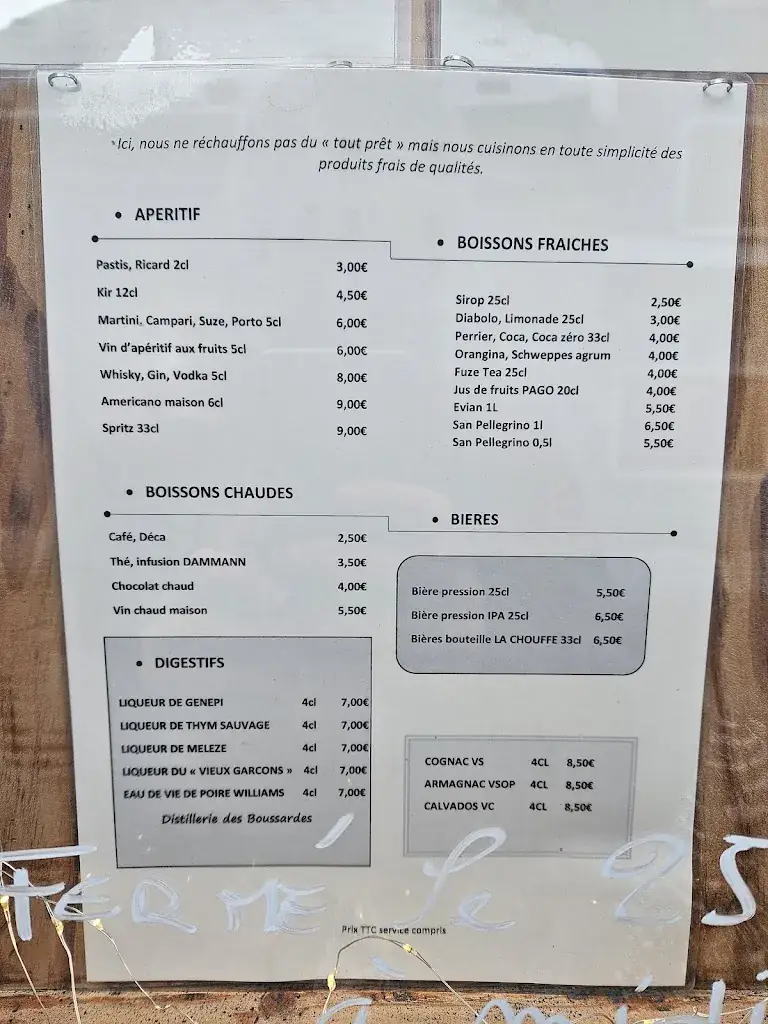 Ici, nous ne réchauffons pas du « tout prêt » mais nous cuisinons en toute simplicité des
produits frais de qualités.
• APERITIF
Pastis, Ricard 2cl 3,00€
Kir 12cl 4,50€
Martini, Campari, Suze, Porto 5cl 6,00€
Vin d'apéritif aux fruits 5cl 6,00€
Whisky, Gin, Vodka 5cl 8,00€
Americano maison 6cl 9,00€
Spritz 33cl 9,00€
• BOISSONS FRAICHES
Sirop 25cl 2,50€
Diabolo, Limonade 25cl 3,00€
Perrier, Coca, Coca zéro 33cl 4,00€
Orangina, Schweppes agrum 4,00€
Fuze Tea 25cl 4,00€
Jus de fruits PAGO 20cl 4,00€
Evian 1L 5,50€
San Pellegrino 1l 6,50€
San Pellegrino 0,5l 5,50€
• BOISSONS CHAUDES
Café, Déca 2,50€
Thé, infusion DAMMANN 3,50€
Chocolat chaud 4,00€
Vin chaud maison 5,50€
• BIERES
Bière pression 25cl 5,50€
Bière pression IPA 25cl 6,50€
Bières bouteille LA CHOUFFE 33cl 6,50€
• DIGESTIFS
LIQUEUR DE GENEPI 4cl 7,00€
LIQUEUR DE THYM SAUVAGE 4cl 7,00€
LIQUEUR DE MELEZE 4cl 7,00€
LIQUEUR DU « VIEUX GARCONS » 4cl 7,00€
EAU DE VIE DE POIRE WILLIAMS 4cl 7,00€
Distillerie des Boussardes
COGNAC VS 4CL 8,50€
ARMAGNAC VSOP 4CL 8,50€
CALVADOS VC 4CL 8,50€
FERMÉ le 25
Prix TTC service compris
à midi